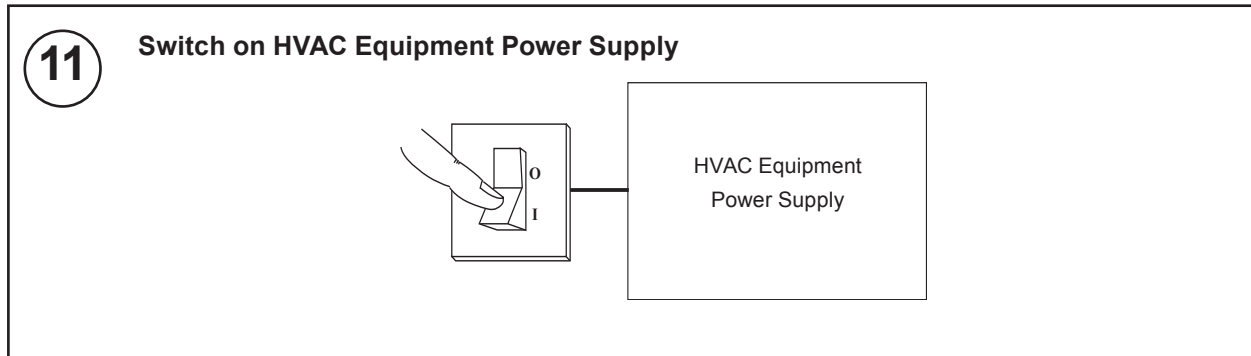 11
Switch on HVAC Equipment Power Supply
O
I
HVAC Equipment
Power Supply